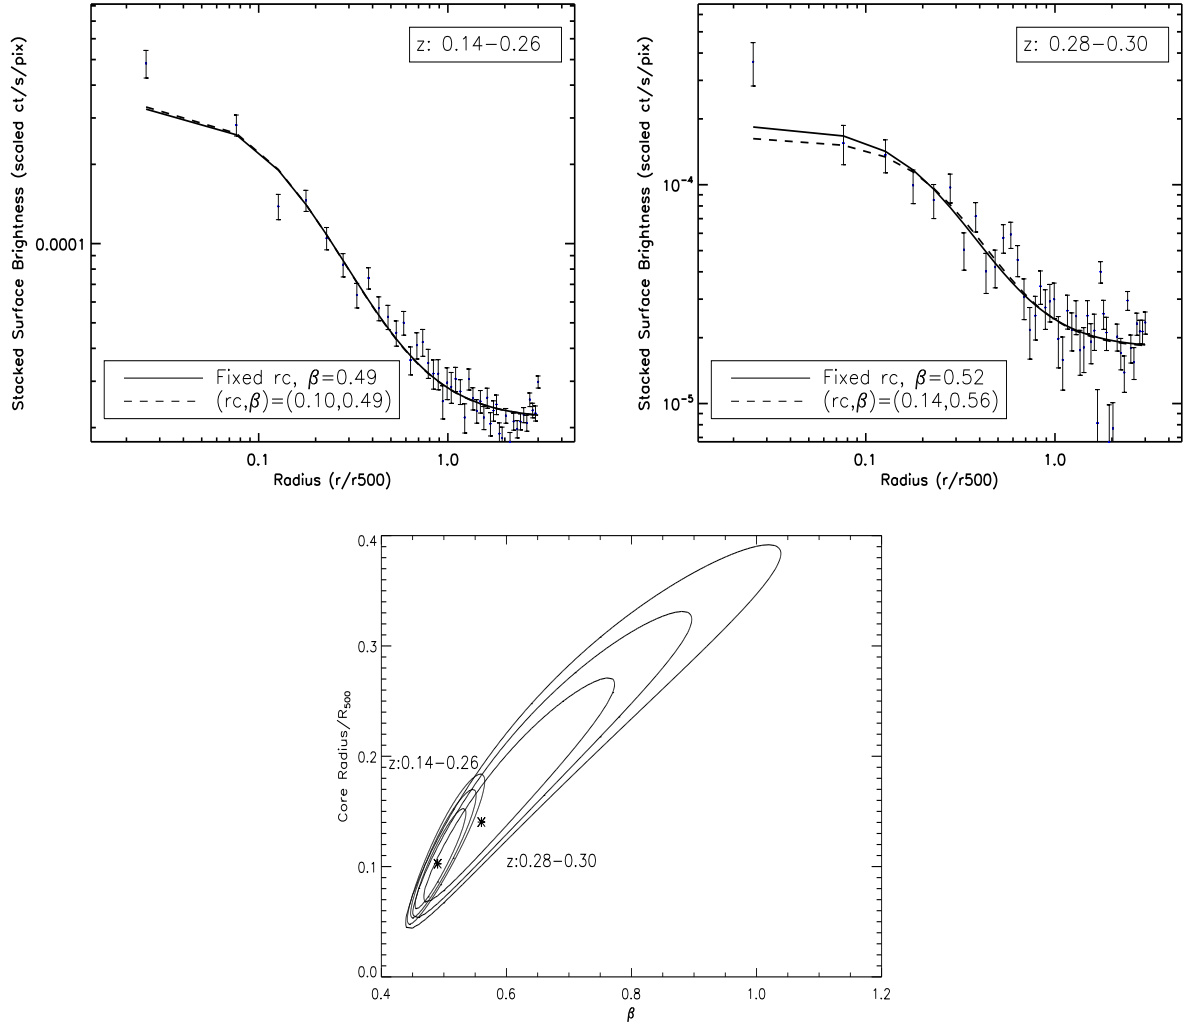 Stacked Surface Brightness (scaled ct/s/pix)
z: 0.14−0.26
0.0001
Fixed rc, β=0.49
(rc,β)=(0.10,0.49)
0.1 1.0
Radius (r/r500)
Stacked Surface Brightness (scaled ct/s/pix)
z: 0.28−0.30
10⁻⁴
10⁻⁵
Fixed rc, β=0.52
(rc,β)=(0.14,0.56)
0.1 1.0
Radius (r/r500)
Core Radius/R₅₀₀
0.4
0.3
0.2
0.1
0.0
z:0.14−0.26
z:0.28−0.30
0.4 0.6 0.8 1.0 1.2
β